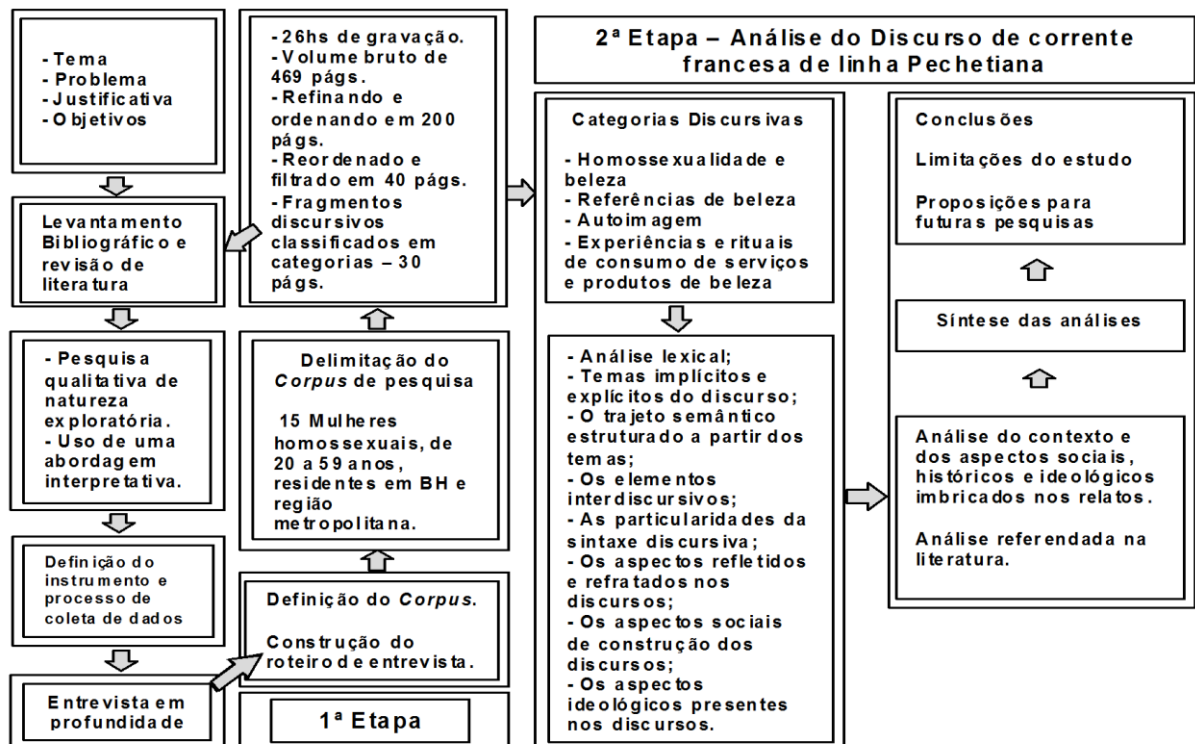 - Tema
- Problema
- Justificativa
- Objetivos
Levantamento
Bibliográfico e
revisão de
literatura
- Pesquisa
qualitativa de
natureza
exploratória.
- Uso de uma
abordagem
interpretativa.
Definição do
instrumento e
processo de
coleta de dados
Entrevista em
profundidade
- 26hs de gravação.
- Volume bruto de
469 págs.
- Refinando e
ordenando em 200
págs.
- Reordenado e
filtrado em 40 págs.
- Fragmentos
discursivos
classificados em
categorias – 30
págs.
Delimitação do
Corpus de pesquisa
15 Mulheres
homossexuais, de
20 a 59 anos,
residentes em BH e
região
metropolitana.
Definição do Corpus.
Construção do
roteiro de entrevista.
1ª Etapa
2ª Etapa – Análise do Discurso de corrente
francesa de linha Pechetiana
Categorias Discursivas
- Homossexualidade e
beleza
- Referências de beleza
- Autoimagem
- Experiências e rituais
de consumo de serviços
e produtos de beleza
- Análise lexical;
- Temas implícitos e
explícitos do discurso;
- O trajeto semântico
estruturado a partir dos
temas;
- Os elementos
interdiscursivos;
- As particularidades da
sintaxe discursiva;
- Os aspectos refletidos
e refratados nos
discursos;
- Os aspectos sociais
de construção dos
discursos;
- Os aspectos
ideológicos presentes
nos discursos.
Conclusões
Limitações do estudo
Proposições para
futuras pesquisas
Síntese das análises
Análise do contexto e
dos aspectos sociais,
históricos e ideológicos
imbricados nos relatos.
Análise referendada na
literatura.